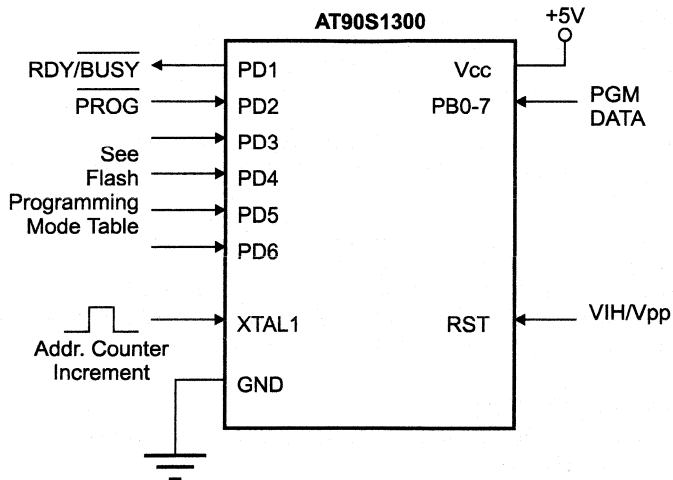 AT90S1300
+5V
RDY/BUSY
PD1
Vcc
PROG
PD2
PB0-7
PGM
DATA
PD3
See
Flash
Programming
Mode Table
PD4
PD5
PD6
XTAL1
RST
VIH/Vpp
Addr. Counter
Increment
GND